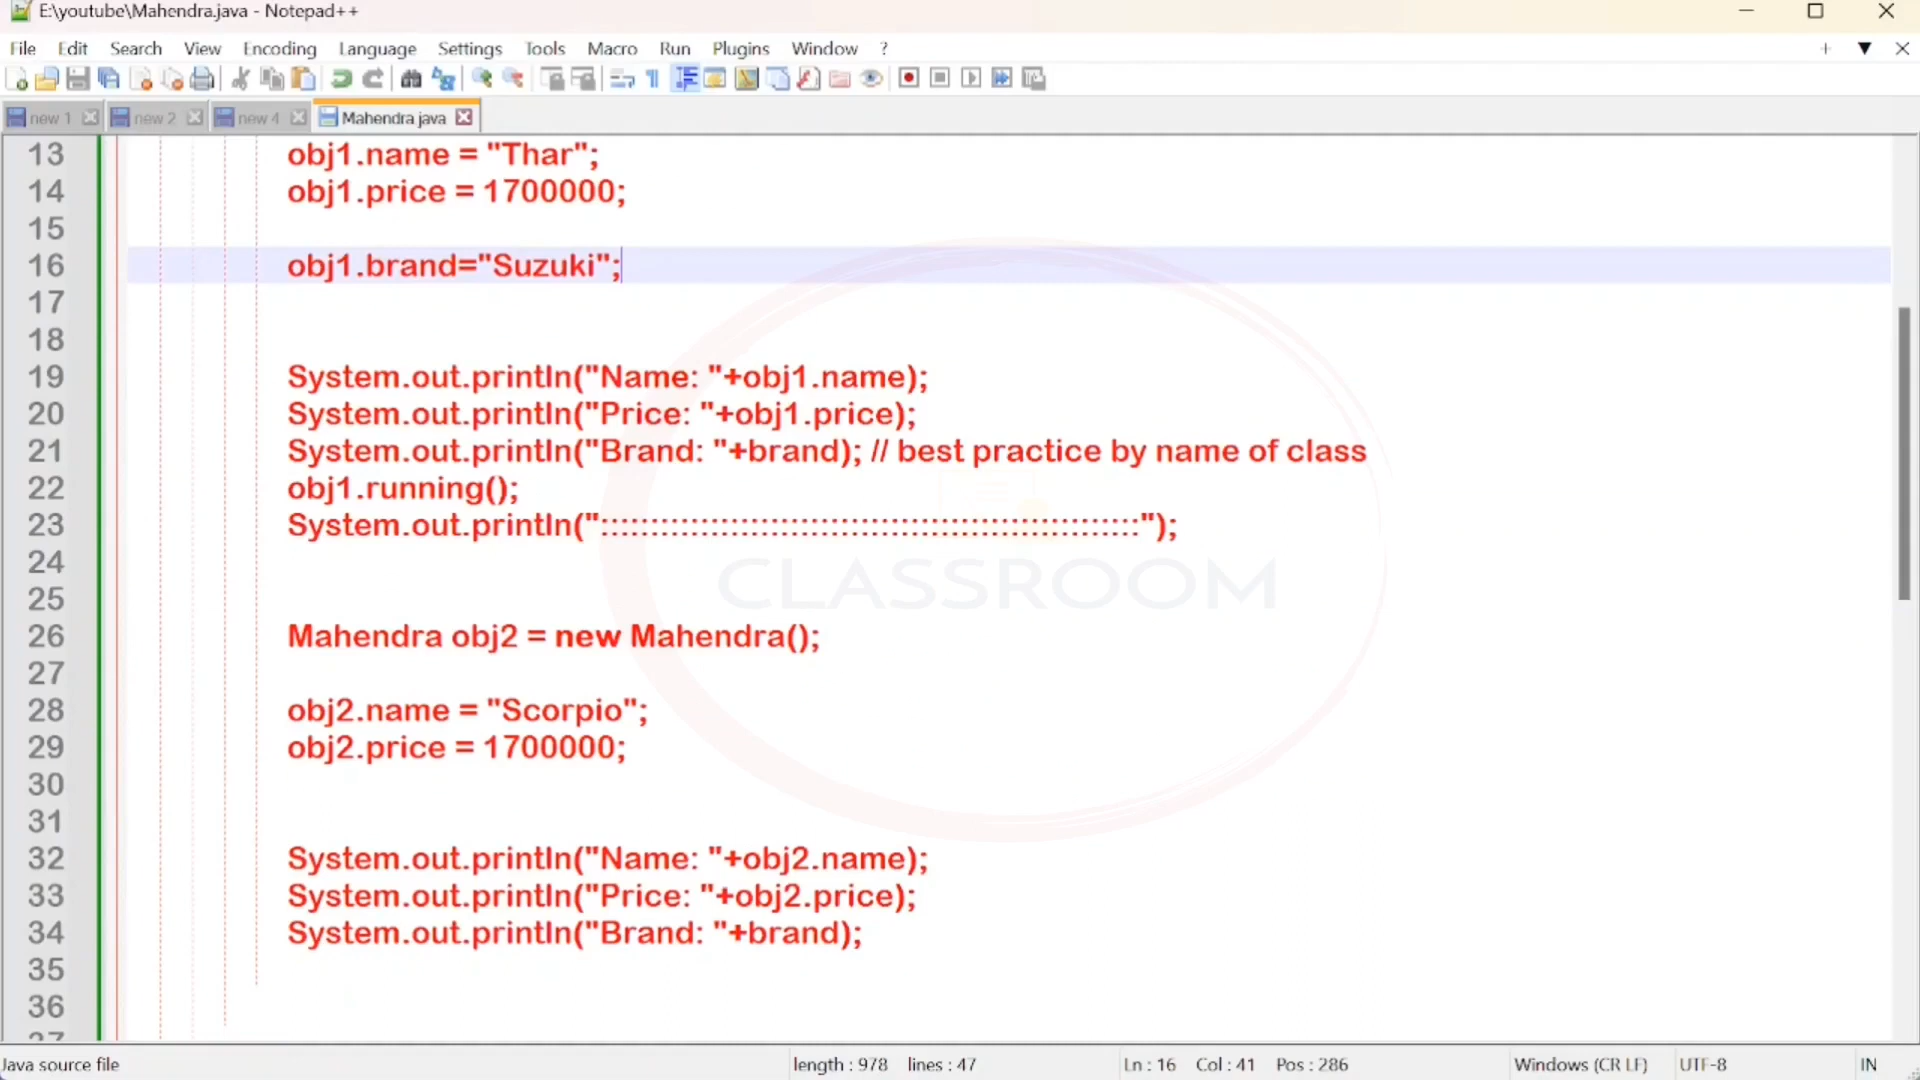 E:\youtube\Mahendra.java - Notepad++
File Edit Search View Encoding Language Settings Tools Macro Run Plugins Window ?
new 1 new 2 new 4 Mahendra.java
13 obj1.name = "Thar";
14 obj1.price = 1700000;
15
16 obj1.brand="Suzuki";
17
18
19 System.out.println("Name: "+obj1.name);
20 System.out.println("Price: "+obj1.price);
21 System.out.println("Brand: "+brand); // best practice by name of class
22 obj1.running();
23 System.out.println("::::::::::::::::::::::::::::::::::::::::::::::::::::::");
24
CLASSROOM
25
26 Mahendra obj2 = new Mahendra();
27
28 obj2.name = "Scorpio";
29 obj2.price = 1700000;
30
31
32 System.out.println("Name: "+obj2.name);
33 System.out.println("Price: "+obj2.price);
34 System.out.println("Brand: "+brand);
35
36
37
Java source file length : 978 lines : 47 Ln : 16 Col : 41 Pos : 286 Windows (CR LF) UTF-8 IN